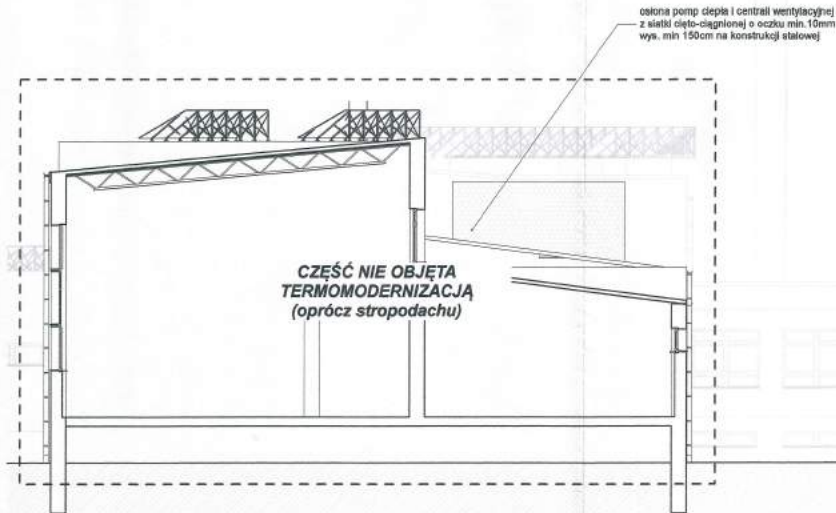 osłona pomp ciepła i centrali wentylacyjnej
z siatki cięto-ciągnionej o oczku min.10mm
wys. min 150cm na konstrukcji stalowej
CZĘŚĆ NIE OBJĘTA
TERMOMODERNIZACJĄ
(oprócz stropodachu)